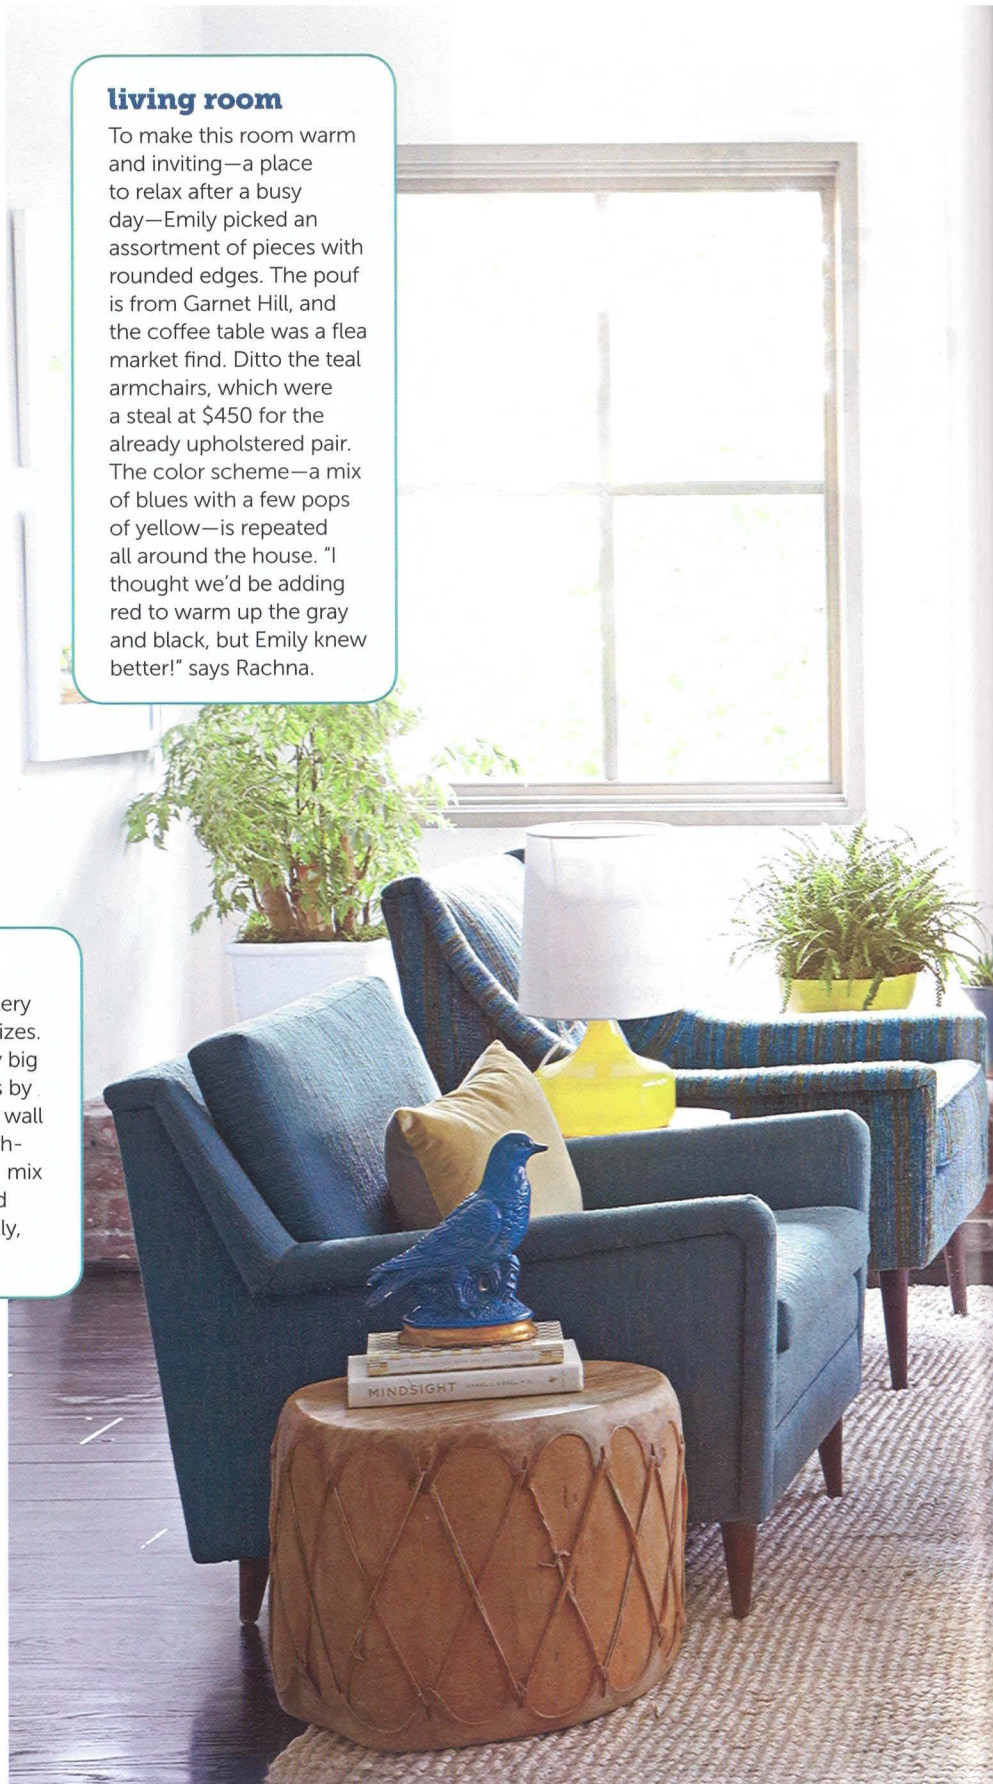 living room
To make this room warm
and inviting—a place
to relax after a busy
day—Emily picked an
assortment of pieces with
rounded edges. The pouf
is from Garnet Hill, and
the coffee table was a flea
market find. Ditto the teal
armchairs, which were
a steal at $450 for the
already upholstered pair.
The color scheme—a mix
of blues with a few pops
of yellow—is repeated
all around the house. “I
thought we’d be adding
red to warm up the gray
and black, but Emily knew
better!” says Rachna.
ery
izes.
big
by
wall
h-
mix
d
ly,
MINDSIGHT